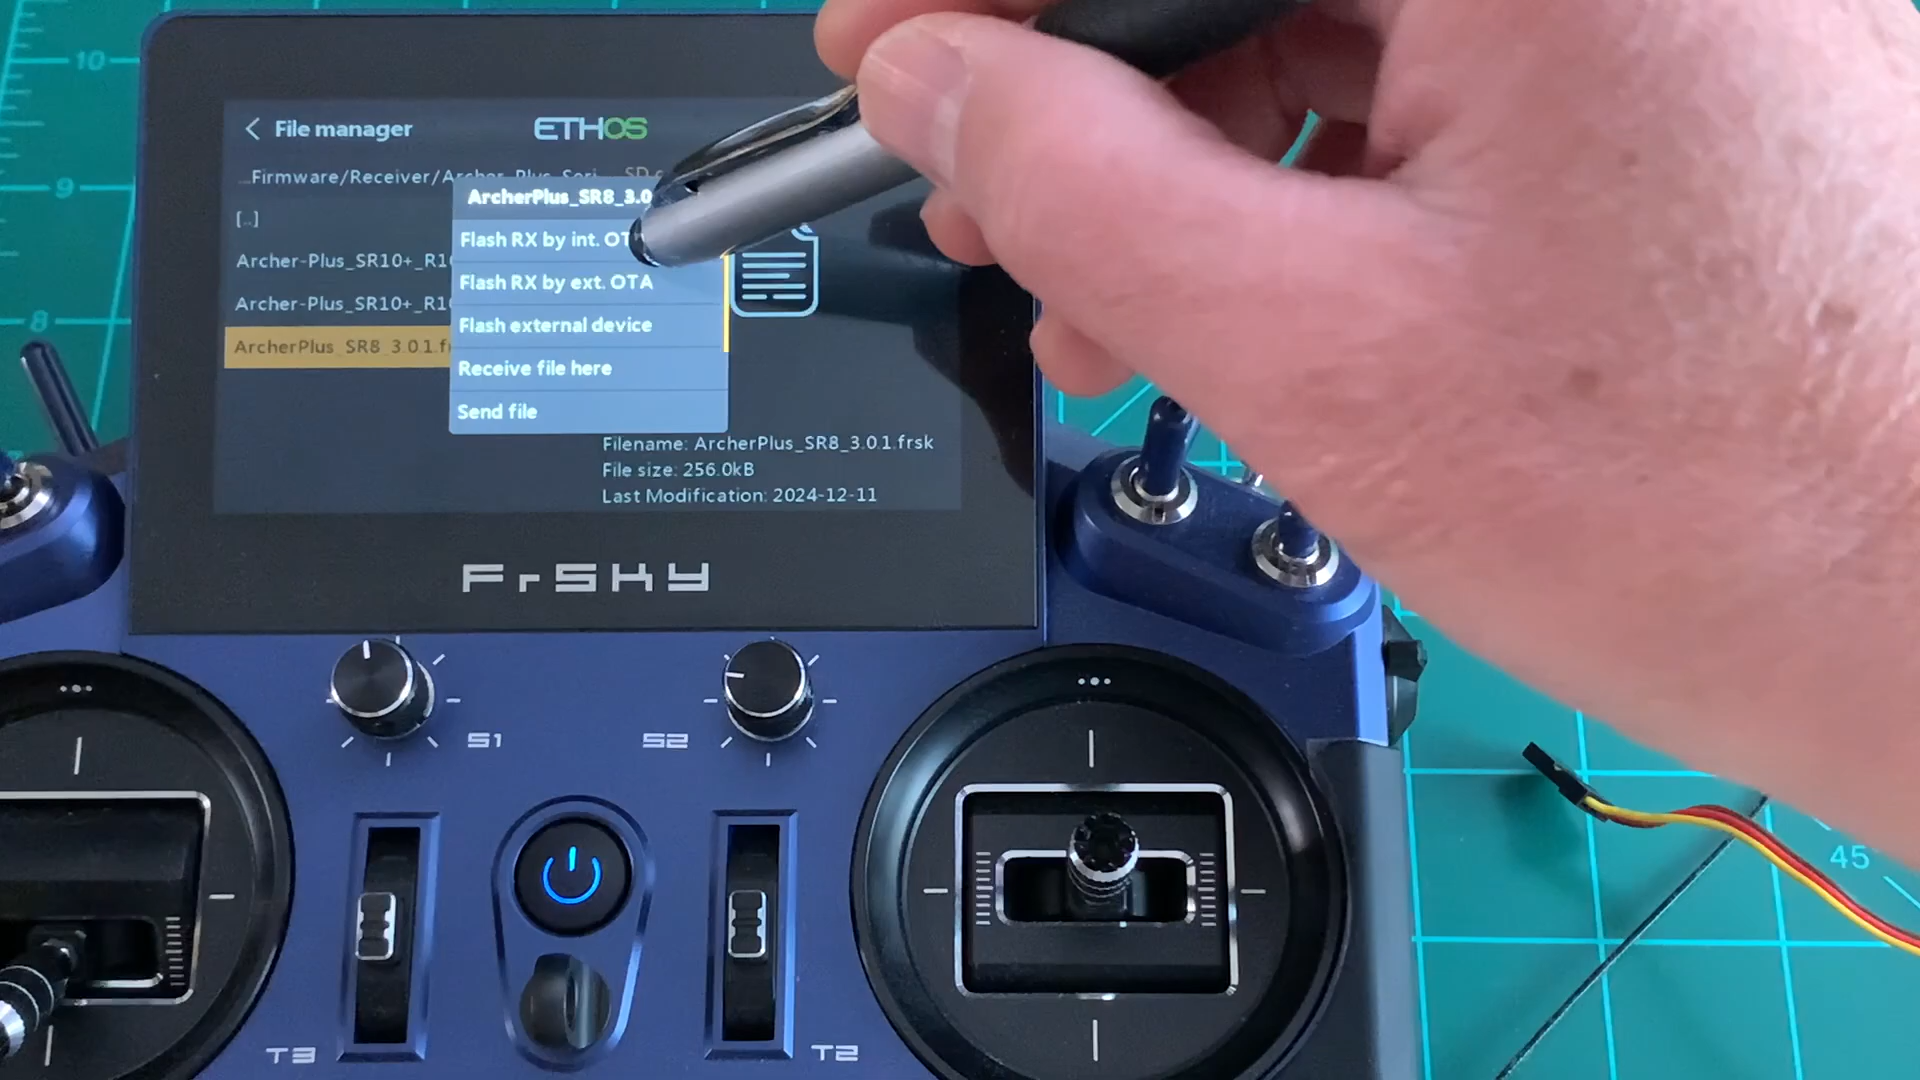 10
9
8
File manager
ETHOS
...Firmware/Receiver/Archer_Plus_Seri...
[..]
Archer-Plus_SR10+_R1
Archer-Plus_SR10+_R1
ArcherPlus_SR8_3.0.1.f
ArcherPlus_SR8_3.0
Flash RX by int. OT
Flash RX by ext. OTA
Flash external device
Receive file here
Send file
Filename: ArcherPlus_SR8_3.0.1.frsk
File size: 256.0kB
Last Modification: 2024-12-11
FrSKY
S1
S2
T3
T2
45